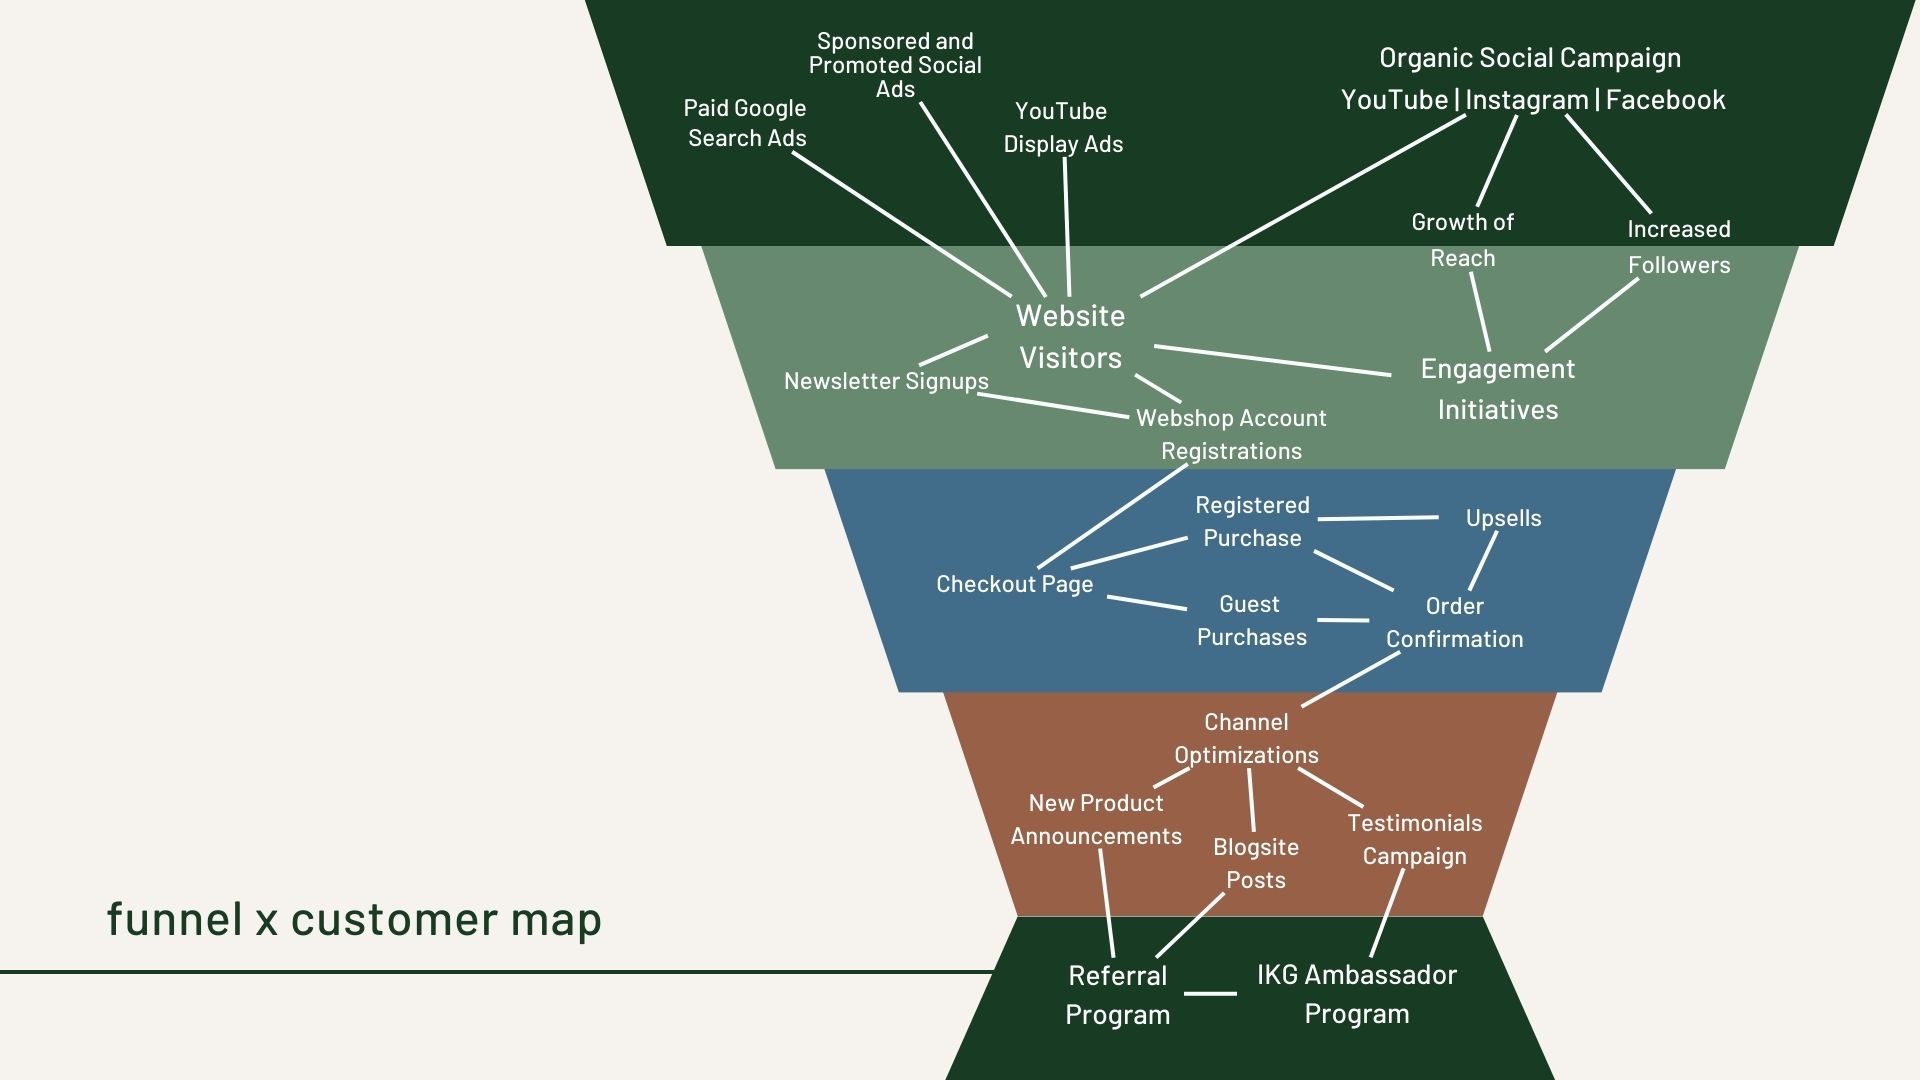 Sponsored and
Promoted Social
Ads
Paid Google
Search Ads
YouTube
Display Ads
Organic Social Campaign
YouTube | Instagram | Facebook
Growth of
Reach
Increased
Followers
Website
Visitors
Newsletter Signups
Engagement
Initiatives
Webshop Account
Registrations
Registered
Purchase
Upsells
Checkout Page
Guest
Purchases
Order
Confirmation
Channel
Optimizations
New Product
Announcements
Blogsite
Posts
Testimonials
Campaign
funnel x customer map
Referral
Program
IKG Ambassador
Program